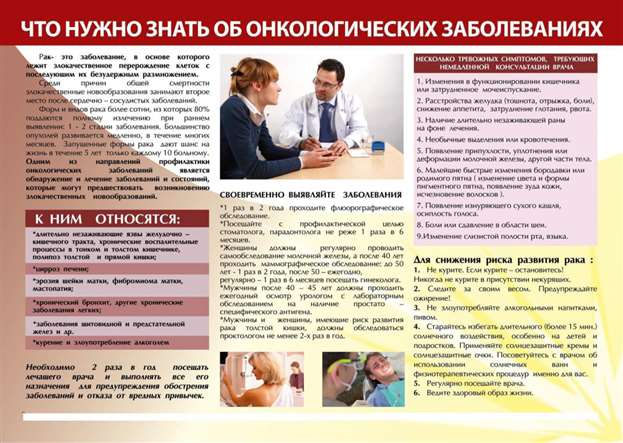 ЧТО НУЖНО ЗНАТЬ ОБ ОНКОЛОГИЧЕСКИХ ЗАБОЛЕВАНИЯХ
Рак- это заболевание, в основе которого
лежит злокачественное перерождение клеток с
последующим их безудержным размножением.
Среди причин общей смертности
злокачественные новообразования занимают второе
место после сердечно – сосудистых заболеваний.
Форм и видов рака более сотни, из которых 80%
поддаются полному излечению при раннем
выявлении: 1 - 2 стадии заболевания. Большинство
опухолей развивается медленно, в течение многих
месяцев. Запущенные формы рака дают шанс на
жизнь в течение 5 лет только каждому 10 больному.
Одним из направлений профилактики
онкологических заболеваний является
обнаружение и лечение заболеваний и состояний,
которые могут предшествовать возникновению
злокачественных новообразований.
К НИМ ОТНОСЯТСЯ:
*длительно незаживающие язвы желудочно –
кишечного тракта, хронические воспалительные
процессы в тонком и толстом кишечнике,
полипоз толстой и прямой кишки;
*цирроз печени;
*эрозия шейки матки, фибромиома матки,
мастопатия;
*хронический бронхит, другие хронические
заболевания легких;
*заболевания щитовидной и предстательной
желез и др.
*курение и злоупотребление алкоголем
Необходимо 2 раза в год посещать
лечащего врача и выполнять все его
назначения для предупреждения обострения
заболеваний и отказа от вредных привычек.
СВОЕВРЕМЕННО ВЫЯВЛЯЙТЕ ЗАБОЛЕВАНИЯ
*1 раз в 2 года проходите флюорографическое
обследование.
*Посещайте с профилактической целью
стоматолога, парадонтолога не реже 1 раза в 6
месяцев.
*Женщины должны регулярно проводить
самообследование молочной железы, а после 40 лет
проходить маммографическое обследование: до 50
лет - 1 раз в 2 года, после 50 – ежегодно,
регулярно – 1 раз в 6 месяцев посещать гинеколога.
*Мужчины после 40 – 45 лет должны проходить
ежегодный осмотр урологом с лабораторным
обследованием на наличие простато –
специфического антигена.
*Мужчины и женщины, имеющие риск развития
рака толстой кишки, должны обследоваться
проктологом не менее 2-х раз в год.
НЕСКОЛЬКО ТРЕВОЖНЫХ СИМПТОМОВ, ТРЕБУЮЩИХ
НЕМЕДЛЕННОЙ КОНСУЛЬТАЦИИ ВРАЧА
1. Изменения в функционировании кишечника
или затрудненное мочеиспускание.
2. Расстройства желудка (тошнота, отрыжка, боли),
снижение аппетита, затруднение глотания, рвота.
3. Наличие длительно незаживающей раны
на фоне лечения.
4. Необычные выделения или кровотечения.
5. Появление припухлости, уплотнения или
деформации молочной железы, другой части тела.
6. Малейшие быстрые изменения бородавки или
родимого пятна ( изменение цвета и формы
пигментного пятна, появление зуда кожи,
исчезновение волосков ).
7. Появление изнуряющего сухого кашля,
осиплость голоса.
8. Боли или сдавление в области шеи.
9.Изменение слизистой полости рта, языка.
Для снижения риска развития рака :
1. Не курите. Если курите – остановитесь!
Никогда не курите в присутствии некурящих.
2. Следите за своим весом. Предупреждайте
ожирение!
3. Не злоупотребляйте алкогольными напитками,
пивом.
4. Старайтесь избегать длительного (более 15 мин.)
солнечного воздействия, особенно на детей и
подростков. Применяйте солнцезащитные кремы и
солнцезащитные очки. Посоветуйтесь с врачом об
использовании солнечных ванн и
физиотерапевтических процедур именно для вас.
5. Регулярно посещайте врача.
6. Ведите здоровый образ жизни.